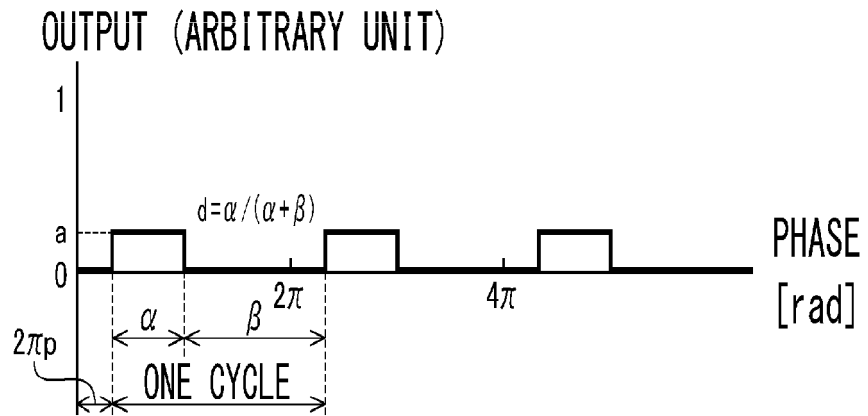 OUTPUT (ARBITRARY UNIT)
1
d=α/(α+β)
a
0
2π
4π
PHASE
[rad]
α
β
2πp
ONE CYCLE